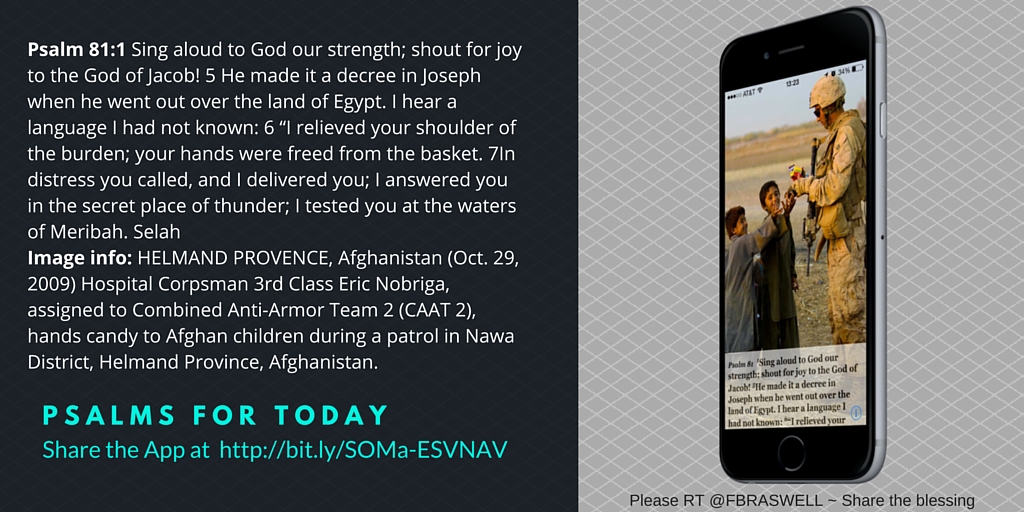 Psalm 81:1 Sing aloud to God our strength; shout for joy
to the God of Jacob! 5 He made it a decree in Joseph
when he went out over the land of Egypt. I hear a
language I had not known: 6 “I relieved your shoulder of
the burden; your hands were freed from the basket. 7In
distress you called, and I delivered you; I answered you
in the secret place of thunder; I tested you at the waters
of Meribah. Selah
Image info: HELMAND PROVENCE, Afghanistan (Oct. 29,
2009) Hospital Corpsman 3rd Class Eric Nobriga,
assigned to Combined Anti-Armor Team 2 (CAAT 2),
hands candy to Afghan children during a patrol in Nawa
District, Helmand Province, Afghanistan.
PSALMS FOR TODAY
Share the App at http://bit.ly/SOMa-ESVNAV
AT&T 13:23 34%
Psalm 81 ¹Sing aloud to God our
strength; shout for joy to the God of
Jacob! ⁵He made it a decree in
Joseph when he went out over the
land of Egypt. I hear a language I
had not known: ⁶“I relieved your
Please RT @FBRASWELL ~ Share the blessing